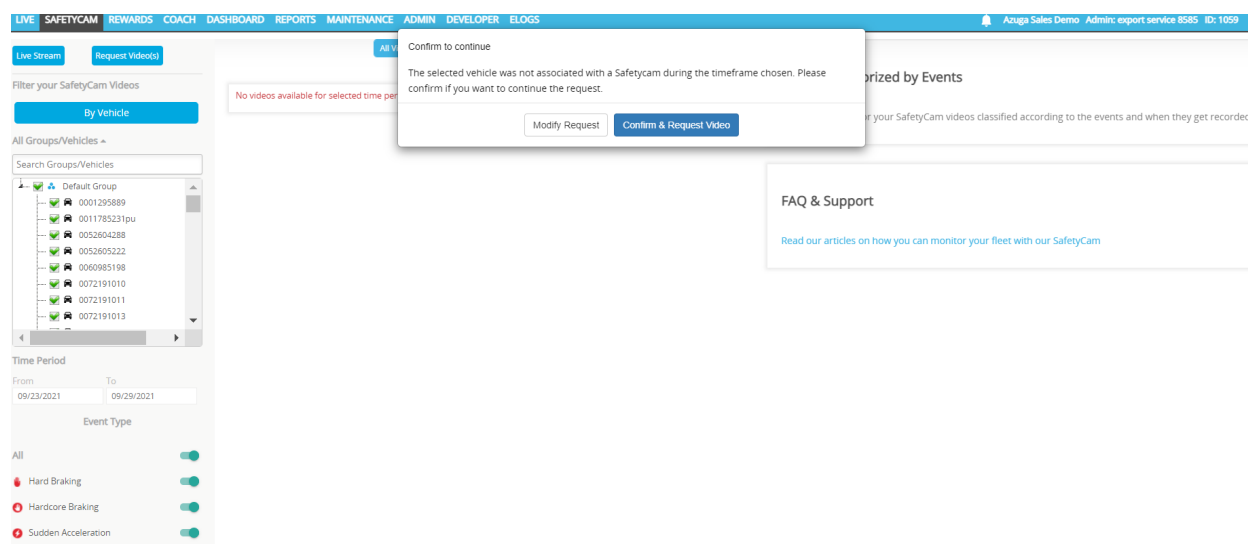 LIVE SAFETYCAM REWARDS COACH DASHBOARD REPORTS MAINTENANCE ADMIN DEVELOPER ELOGS
Azuga Sales Demo Admin: export service 8585 ID: 1059
Live Stream
Request Video(s)
Filter your SafetyCam Videos
By Vehicle
All Groups/Vehicles
Search Groups/Vehicles
Default Group
0001295889
0011785231pu
0052604288
0052605222
0060985198
0072191010
0072191011
0072191013
Time Period
From To
09/23/2021 09/29/2021
Event Type
All
Hard Braking
Hardcore Braking
Sudden Acceleration
All
No videos available for selected time
Confirm to continue
The selected vehicle was not associated with a Safetycam during the timeframe chosen. Please
confirm if you want to continue the request.
Modify Request
Confirm & Request Video
by Events
your SafetyCam videos classified according to the events and when they get recorded
FAQ & Support
Read our articles on how you can monitor your fleet with our SafetyCam